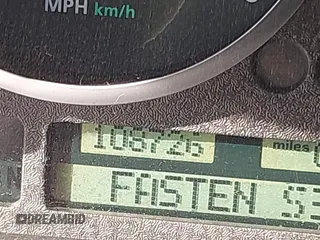 MPH km/h
108726
miles
FASTEN S
DREAMBID